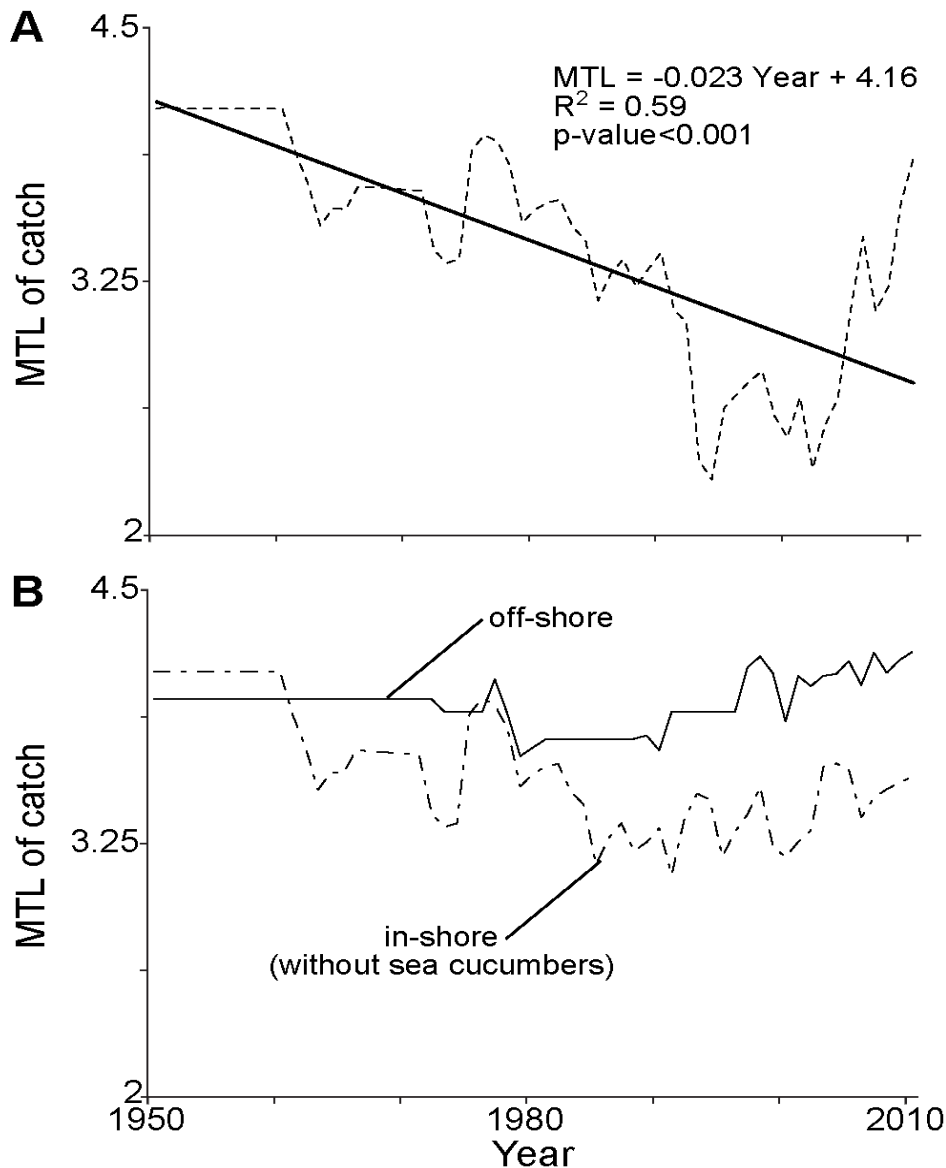 A
4.5
MTL = -0.023 Year + 4.16
R² = 0.59
p-value<0.001
3.25
MTL of catch
2
B
4.5
off-shore
3.25
MTL of catch
in-shore
(without sea cucumbers)
2
1950 1980 2010
Year